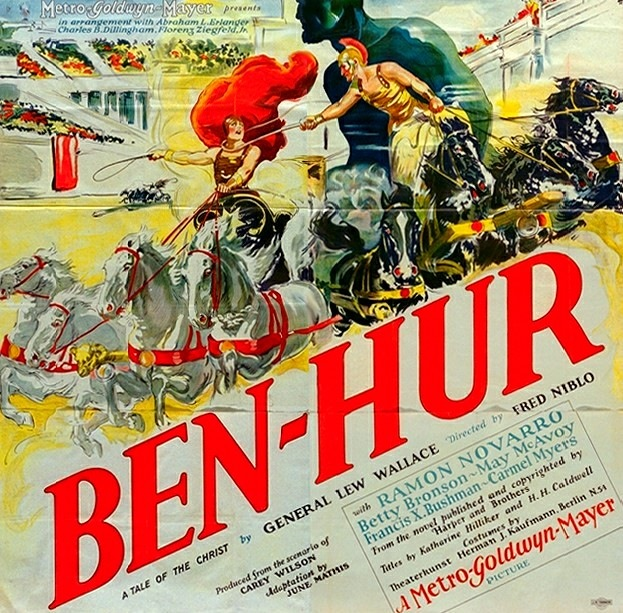 Metro-Goldwyn-Mayer presents
in arrangement with Abraham L. Erlanger
Charles B. Dillingham, Florenz Ziegfeld, Jr.
BEN-HUR
A TALE OF THE CHRIST by GENERAL LEW WALLACE Directed by FRED NIBLO
with RAMON NOVARRO
Betty Bronson ~ May McAvoy
Francis X. Bushman ~ Carmel Myers
From the novel published and copyrighted by
Harper and Brothers
Titles by Katharine Hilliker and H. H. Caldwell
Costumes by
Theaterkunst Herman J. Kaufmann, Berlin N54
A Metro-Goldwyn-Mayer
PICTURE
Produced from the scenario of
CAREY WILSON
Adaptation by
JUNE MATHIS